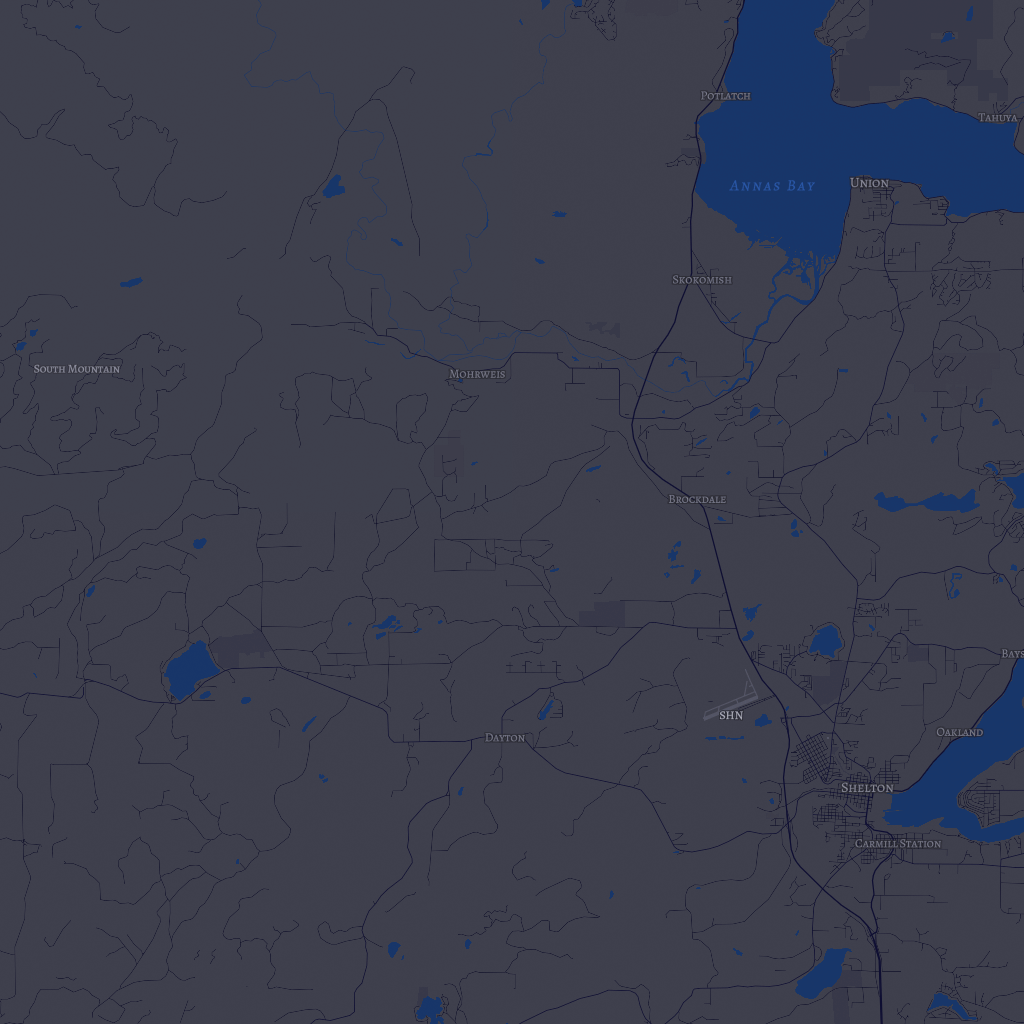 Potlatch
Tahuya
Annas Bay
Union
Skokomish
South Mountain
Mohrweis
Brockdale
Bays
SHN
Oakland
Dayton
Shelton
Carmill Station